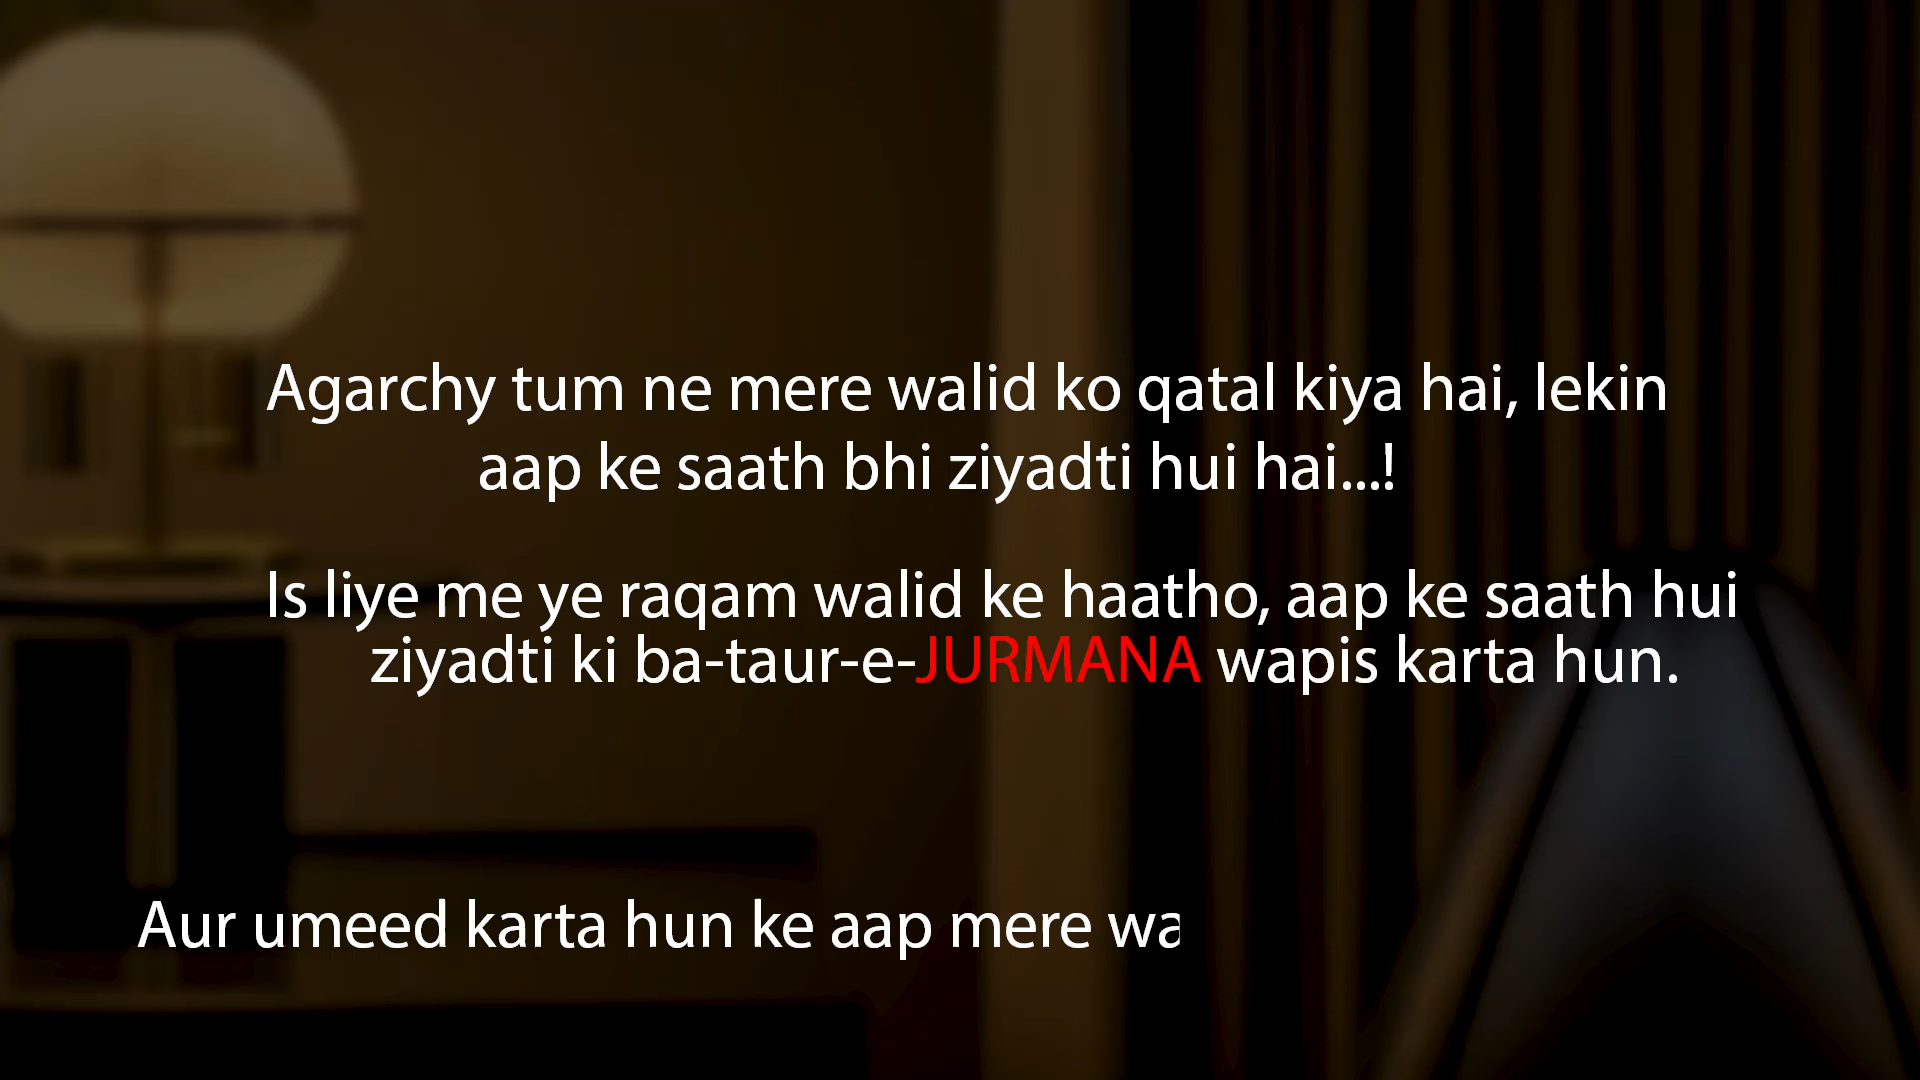 Agarchy tum ne mere walid ko qatal kiya hai, lekin
aap ke saath bhi ziyadti hui hai...!
Is liye me ye raqam walid ke haatho, aap ke saath hui
ziyadti ki ba-taur-e-JURMANA wapis karta hun.
Aur umeed karta hun ke aap mere wa